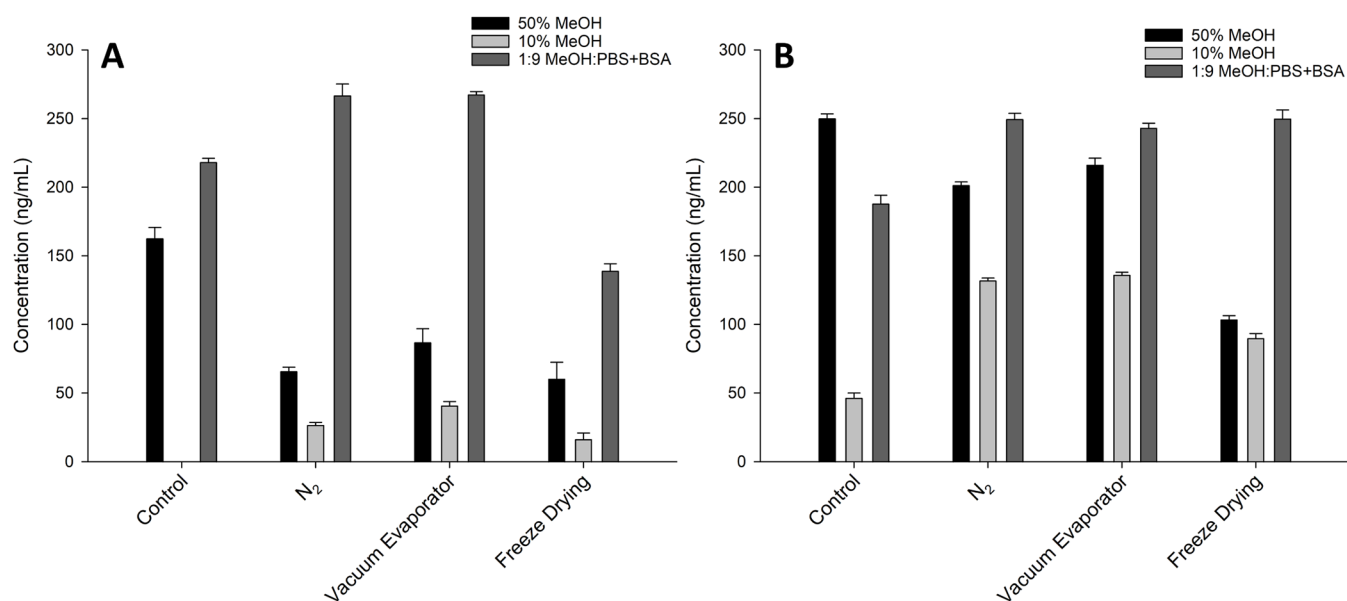 A
50% MeOH
10% MeOH
1:9 MeOH:PBS+BSA
300
250
200
150
100
50
0
Concentration (ng/mL)
Control
N₂
Vacuum Evaporator
Freeze Drying
B
50% MeOH
10% MeOH
1:9 MeOH:PBS+BSA
300
250
200
150
100
50
0
Concentration (ng/mL)
Control
N₂
Vacuum Evaporator
Freeze Drying